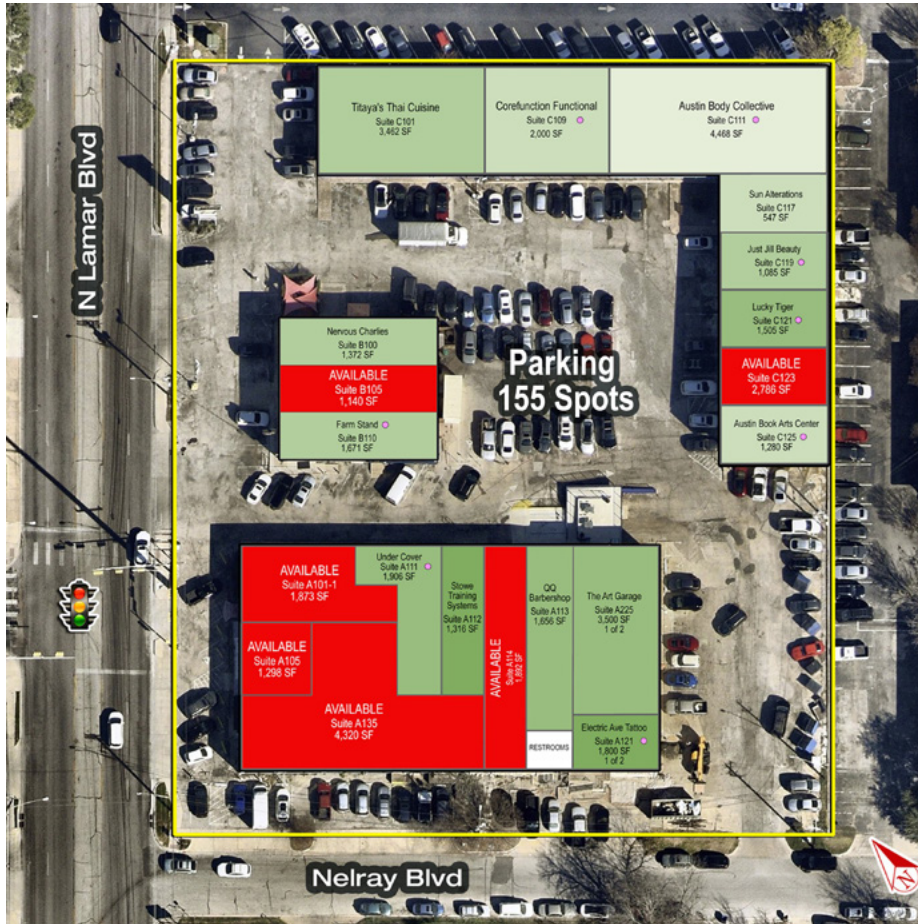 Titaya's Thai Cuisine
Suite C101
3,462 SF
Corefunction Functional
Suite C109
2,000 SF
Austin Body Collective
Suite C111
4,468 SF
Sun Alterations
Suite C117
547 SF
Just Jill Beauty
Suite C119
1,085 SF
Lucky Tiger
Suite C121
1,505 SF
AVAILABLE
Suite C123
2,786 SF
Austin Book Arts Center
Suite C125
1,280 SF
N Lamar Blvd
Nervous Charlies
Suite B100
1,372 SF
AVAILABLE
Suite B105
1,140 SF
Farm Stand
Suite B110
1,671 SF
Parking
155 Spots
AVAILABLE
Suite A101-1
1,873 SF
Under Cover
Suite A111
1,906 SF
Stowe
Training
Systems
Suite A112
1,316 SF
AVAILABLE
Suite A114
1,892 SF
QQ
Barbershop
Suite A113
1,656 SF
The Art Garage
Suite A225
3,500 SF
1 of 2
AVAILABLE
Suite A105
1,298 SF
AVAILABLE
Suite A135
4,320 SF
RESTROOMS
Electric Ave Tattoo
Suite A121
1,800 SF
1 of 2
Nelray Blvd
N